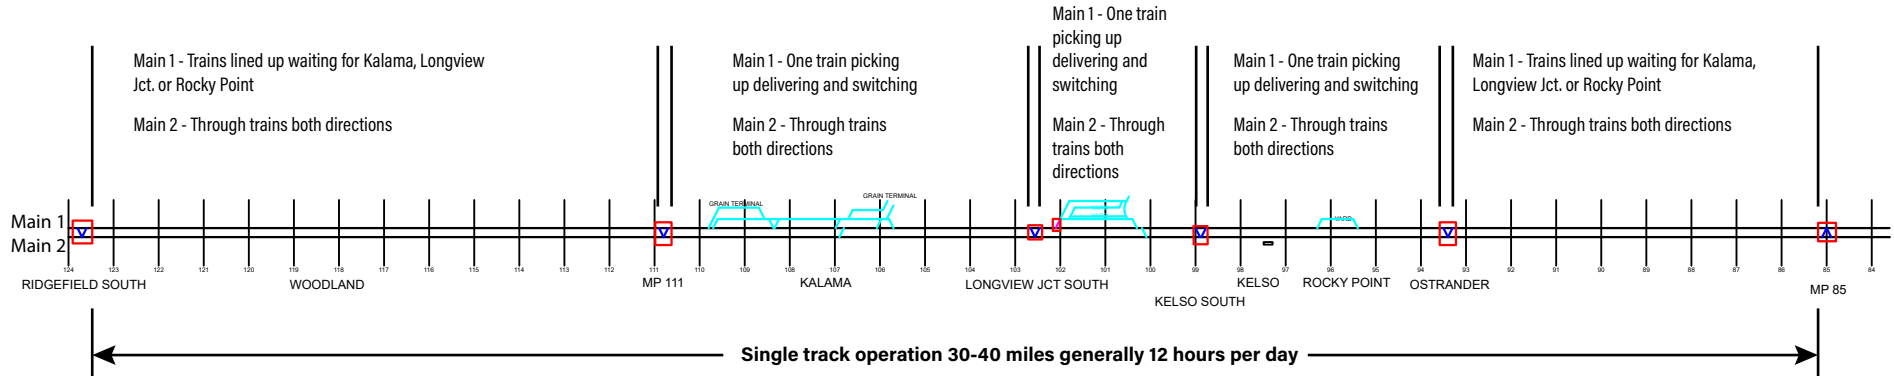 Main 1 - Trains lined up waiting for Kalama, Longview
Jct. or Rocky Point
Main 2 - Through trains both directions
Main 1 - One train picking
up delivering and switching
Main 2 - Through trains
both directions
Main 1 - One train
picking up
delivering and
switching
Main 2 - Through
trains both
directions
Main 1 - One train picking
up delivering and switching
Main 2 - Through trains
both directions
Main 1 - Trains lined up waiting for Kalama,
Longview Jct. or Rocky Point
Main 2 - Through trains both directions
GRAIN TERMINAL
GRAIN TERMINAL
YARD
Main 1
Main 2
124 123 122 121 120 119 118 117 116 115 114 113 112 111 110 109 108 107 106 105 104 103 102 101 100 99 98 97 96 95 94 93 92 91 90 89 88 87 86 85 84
RIDGEFIELD SOUTH WOODLAND MP 111 KALAMA LONGVIEW JCT SOUTH KELSO SOUTH KELSO ROCKY POINT OSTRANDER MP 85
Single track operation 30-40 miles generally 12 hours per day